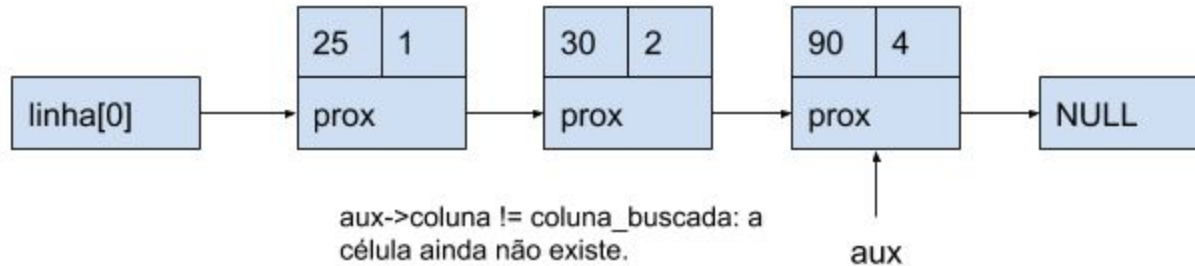 25 1 30 2 90 4
linha[0] prox prox prox NULL
aux->coluna != coluna_buscada: a
célula ainda não existe.
aux